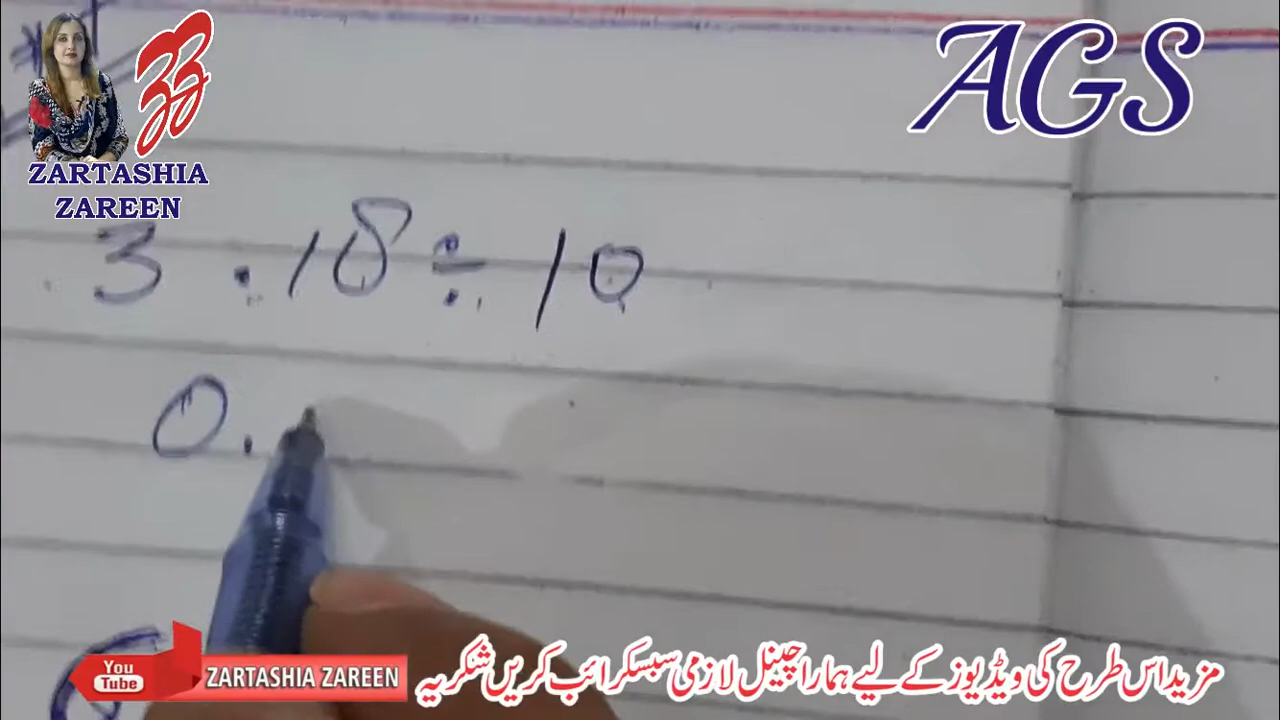 AGS
ZARTASHIA
ZAREEN
3.18 ÷ 10
0.
You
Tube
ZARTASHIA ZAREEN
مزید اس طرح کی ویڈیوز کے لیے ہمارا چینل لازمی سبسکرائب کریں شکریہ